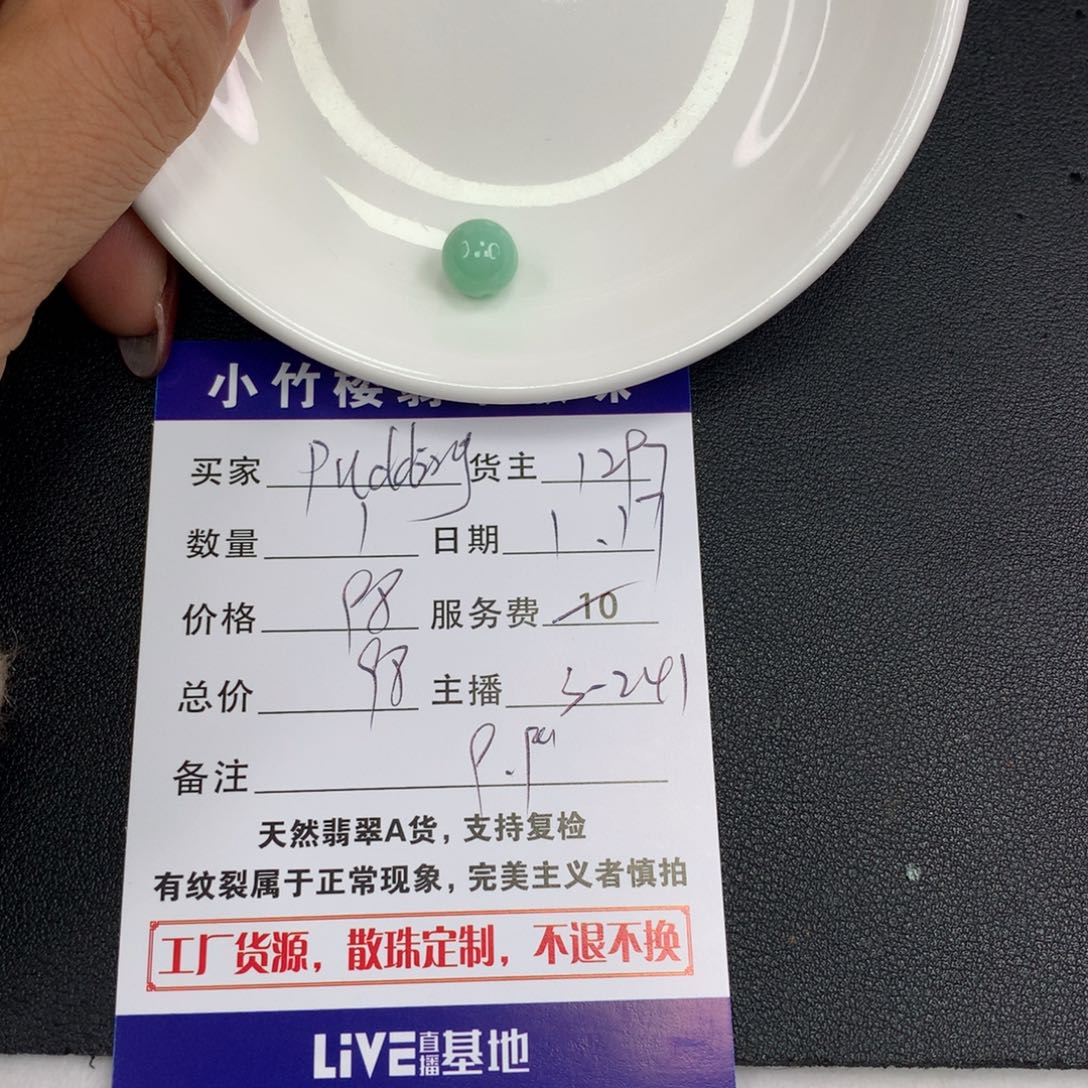 小竹楼翡
买家 Pudding 货主
数量 1 日期 1.17
价格 98 服务费 10
总价 98 主播 S-241
备注
天然翡翠A货，支持复检
有纹裂属于正常现象，完美主义者慎拍
工厂货源，散珠定制，不退不换
LiVE直播基地